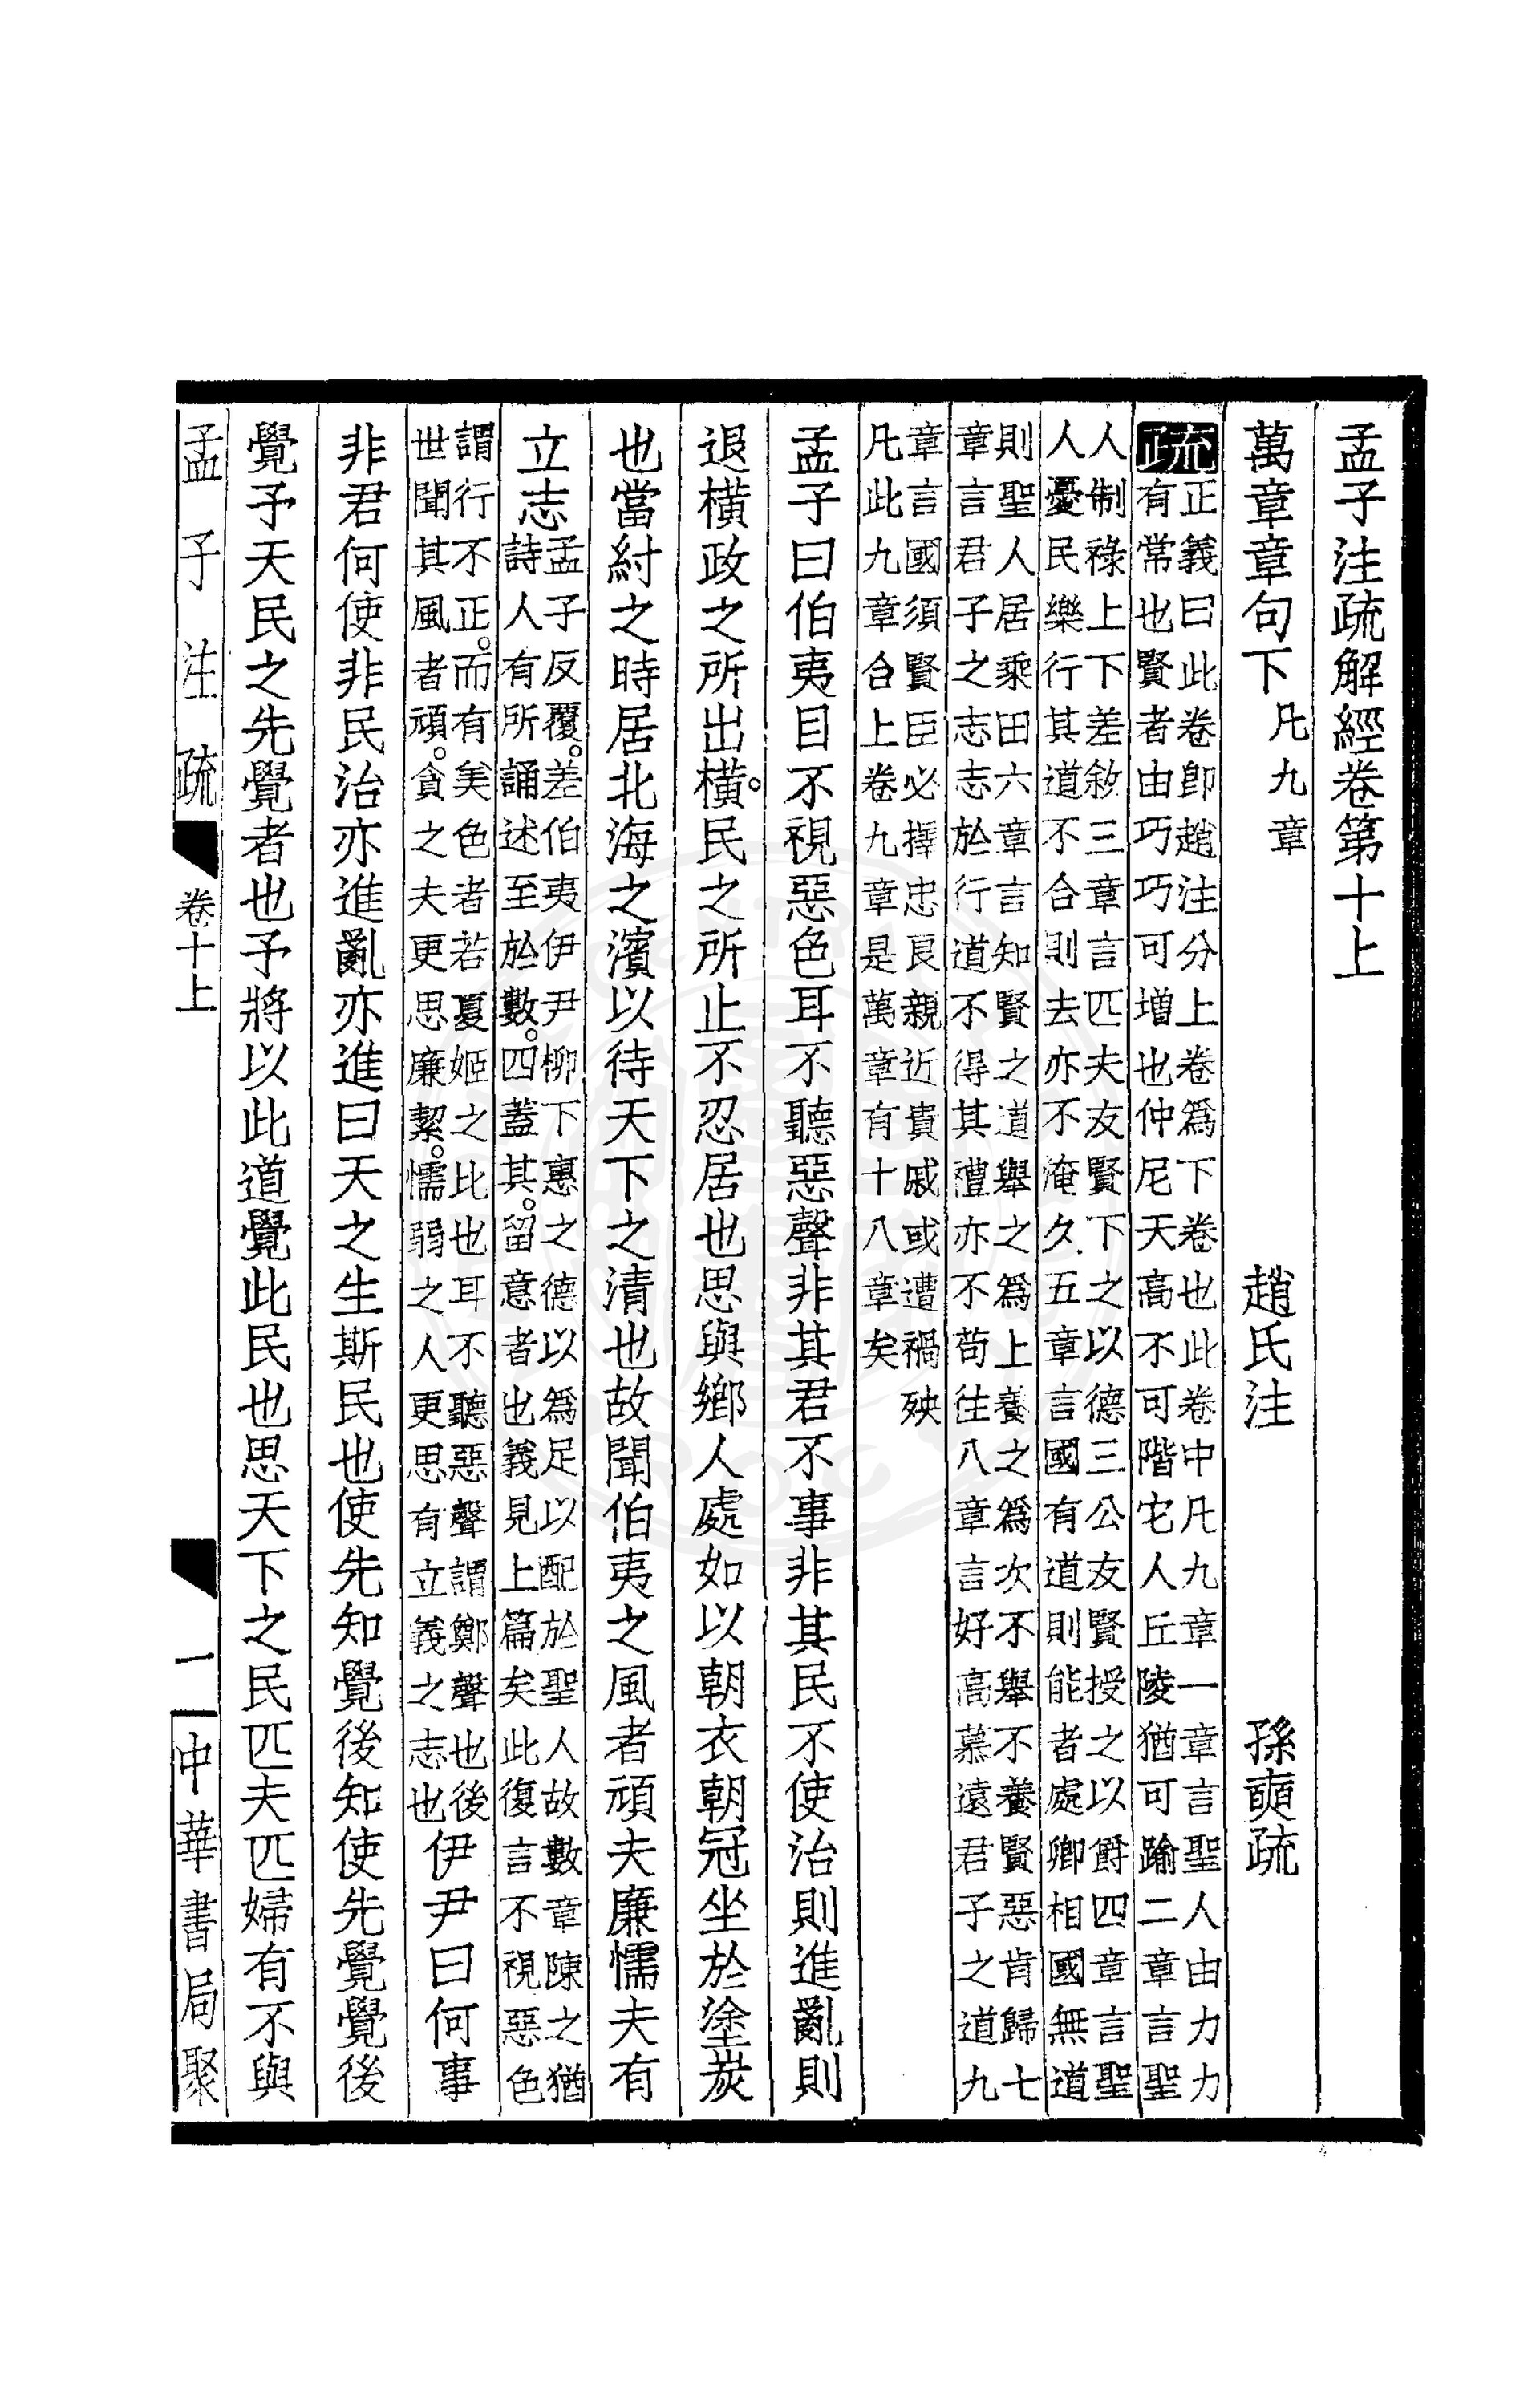 孟子注疏解經卷第十上
萬章章句下凡九章　趙氏注　孫奭疏
疏正義曰此卷卽趙注分上卷爲下卷也此卷中凡九章一章言聖人由力力
有常也賢者由巧巧可增也仲尼天高不可階它人丘陵猶可踰二章言聖
人制祿上下差敘三章言匹夫友賢下之以德三公友賢授之以爵四章言聖
人憂民樂行其道不合則去亦不淹久五章言國有道則能者處卿相國無道
則聖人居乘田六章言知賢之道舉之爲上養之爲次不舉不養賢惡肯歸七
章言君子之志志於行道不得其禮亦不苟往八章言好高慕遠君子之道九
章言國須賢臣必擇忠良親近貴戚或遭禍殃
凡此九章合上卷九章是萬章有十八章矣
孟子曰伯夷目不視惡色耳不聽惡聲非其君不事非其民不使治則進亂則
退橫政之所出橫。民之所止不忍居也思與鄉人處如以朝衣朝冠坐於塗炭
也當紂之時居北海之濱以待天下之清也故聞伯夷之風者頑夫廉懦夫有
立志
孟子反覆。差伯夷伊尹柳下惠之德以爲足以配於聖人故數章陳之猶
詩人有所誦述至於數。四蓋其。留意者也義見上篇矣此復言不視惡色
謂行不正。而有美色者若夏姬之比也耳不聽惡聲謂鄭聲也後
世聞其風者頑。貪之夫更思廉絜。懦弱之人更思有立義之志也
伊尹曰何事
非君何使非民治亦進亂亦進曰天之生斯民也使先知覺後知使先覺覺後
覺予天民之先覺者也予將以此道覺此民也思天下之民匹夫匹婦有不與
孟子注疏　卷十上　一　中華書局聚